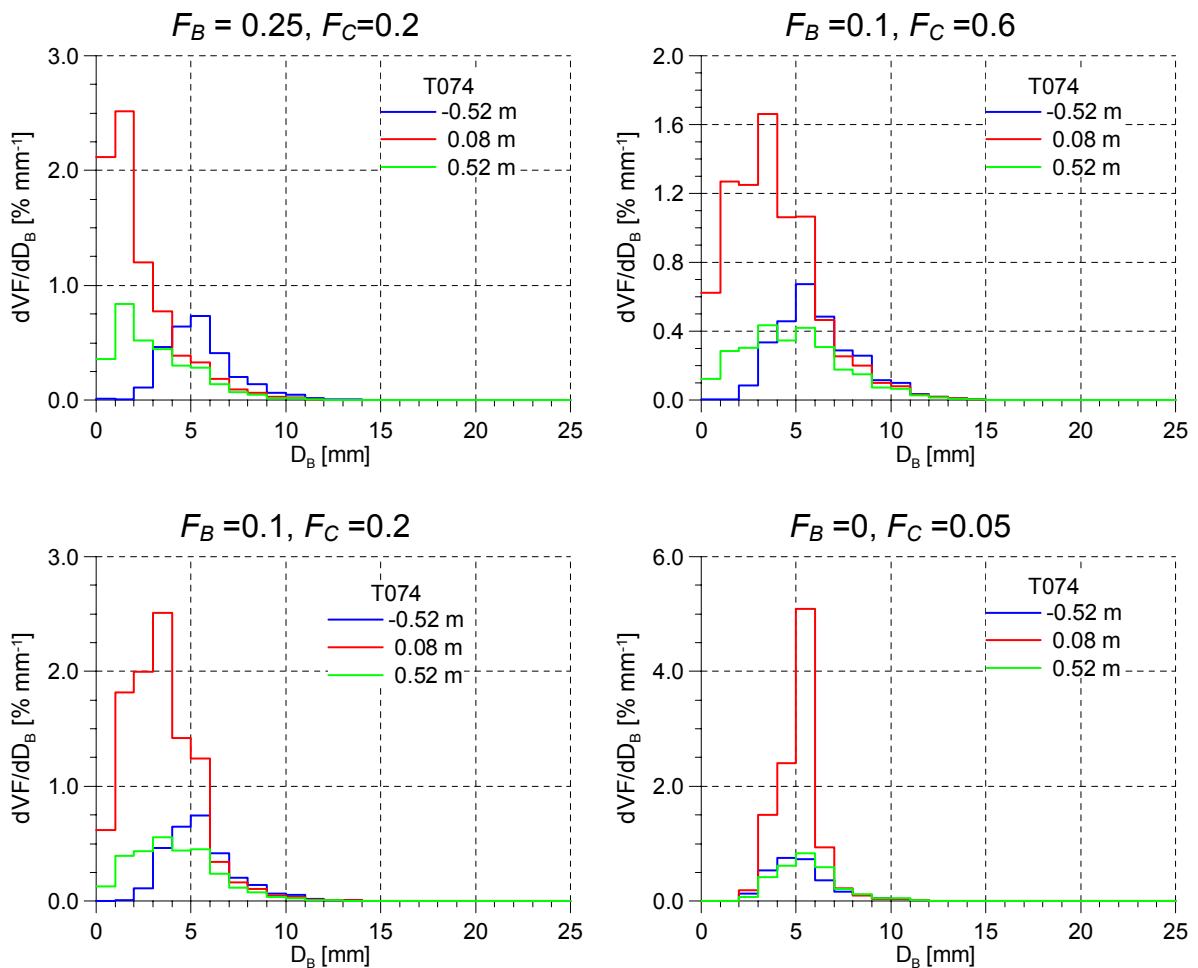 F_B = 0.25, F_C=0.2
3.0
2.0
1.0
0.0
dVF/dD_B [% mm⁻¹]
T074
-0.52 m
0.08 m
0.52 m
0 5 10 15 20 25
D_B [mm]
F_B =0.1, F_C =0.6
2.0
1.6
1.2
0.8
0.4
0.0
dVF/dD_B [% mm⁻¹]
T074
-0.52 m
0.08 m
0.52 m
0 5 10 15 20 25
D_B [mm]
F_B =0.1, F_C =0.2
3.0
2.0
1.0
0.0
dVF/dD_B [% mm⁻¹]
T074
-0.52 m
0.08 m
0.52 m
0 5 10 15 20 25
D_B [mm]
F_B =0, F_C =0.05
6.0
4.0
2.0
0.0
dVF/dD_B [% mm⁻¹]
T074
-0.52 m
0.08 m
0.52 m
0 5 10 15 20 25
D_B [mm]